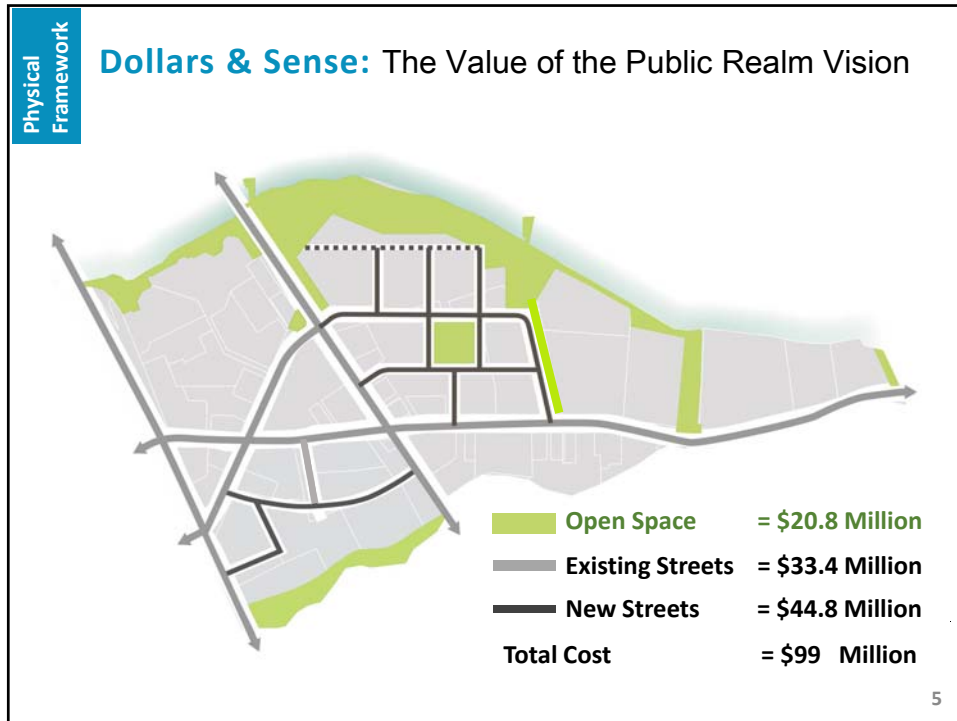 Physical
Framework
Dollars & Sense: The Value of the Public Realm Vision
Open Space = $20.8 Million
Existing Streets = $33.4 Million
New Streets = $44.8 Million
Total Cost = $99 Million
5